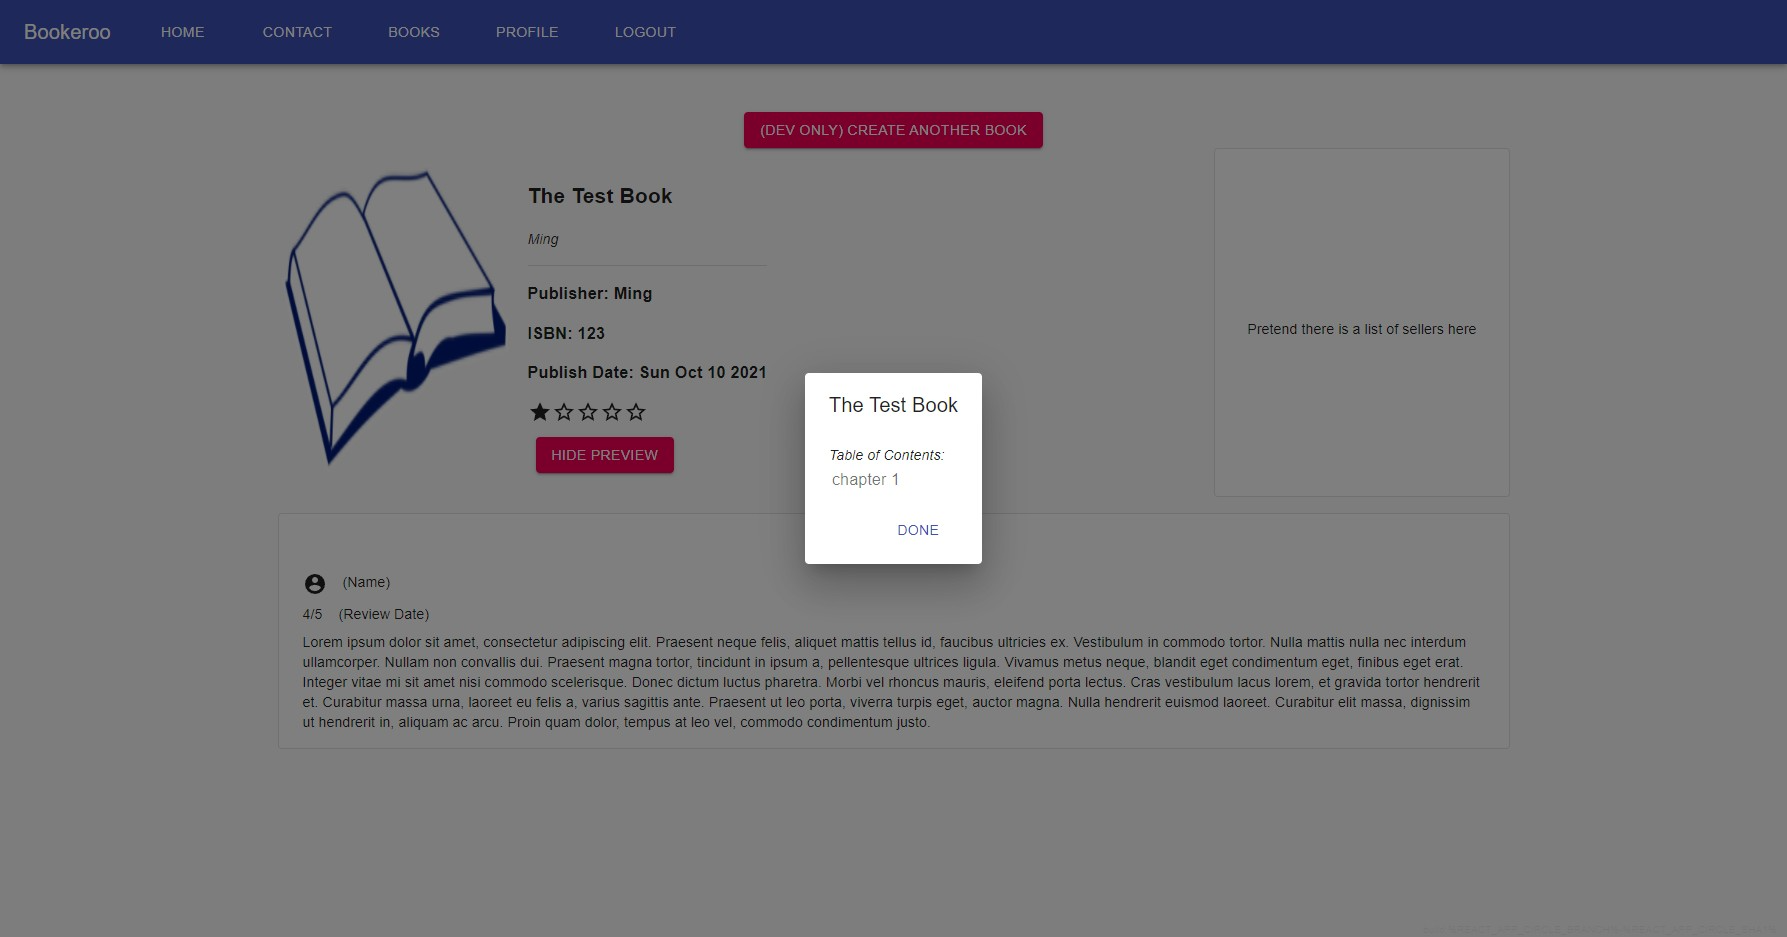 Bookeroo HOME CONTACT BOOKS PROFILE LOGOUT
(DEV ONLY) CREATE ANOTHER BOOK
The Test Book
Ming
Publisher: Ming
ISBN: 123
Publish Date: Sun Oct 10 2021
HIDE PREVIEW
Pretend there is a list of sellers here
The Test Book
Table of Contents:
chapter 1
DONE
(Name)
4/5 (Review Date)
Lorem ipsum dolor sit amet, consectetur adipiscing elit. Praesent neque felis, aliquet mattis tellus id, faucibus ultricies ex. Vestibulum in commodo tortor. Nulla mattis nulla nec interdum
ullamcorper. Nullam non convallis dui. Praesent magna tortor, tincidunt in ipsum a, pellentesque ultrices ligula. Vivamus metus neque, blandit eget condimentum eget, finibus eget erat.
Integer vitae mi sit amet nisi commodo scelerisque. Donec dictum luctus pharetra. Morbi vel rhoncus mauris, eleifend porta lectus. Cras vestibulum lacus lorem, et gravida tortor hendrerit
et. Curabitur massa urna, laoreet eu felis a, varius sagittis ante. Praesent ut leo porta, viverra turpis eget, auctor magna. Nulla hendrerit euismod laoreet. Curabitur elit massa, dignissim
ut hendrerit in, aliquam ac arcu. Proin quam dolor, tempus at leo vel, commodo condimentum justo.